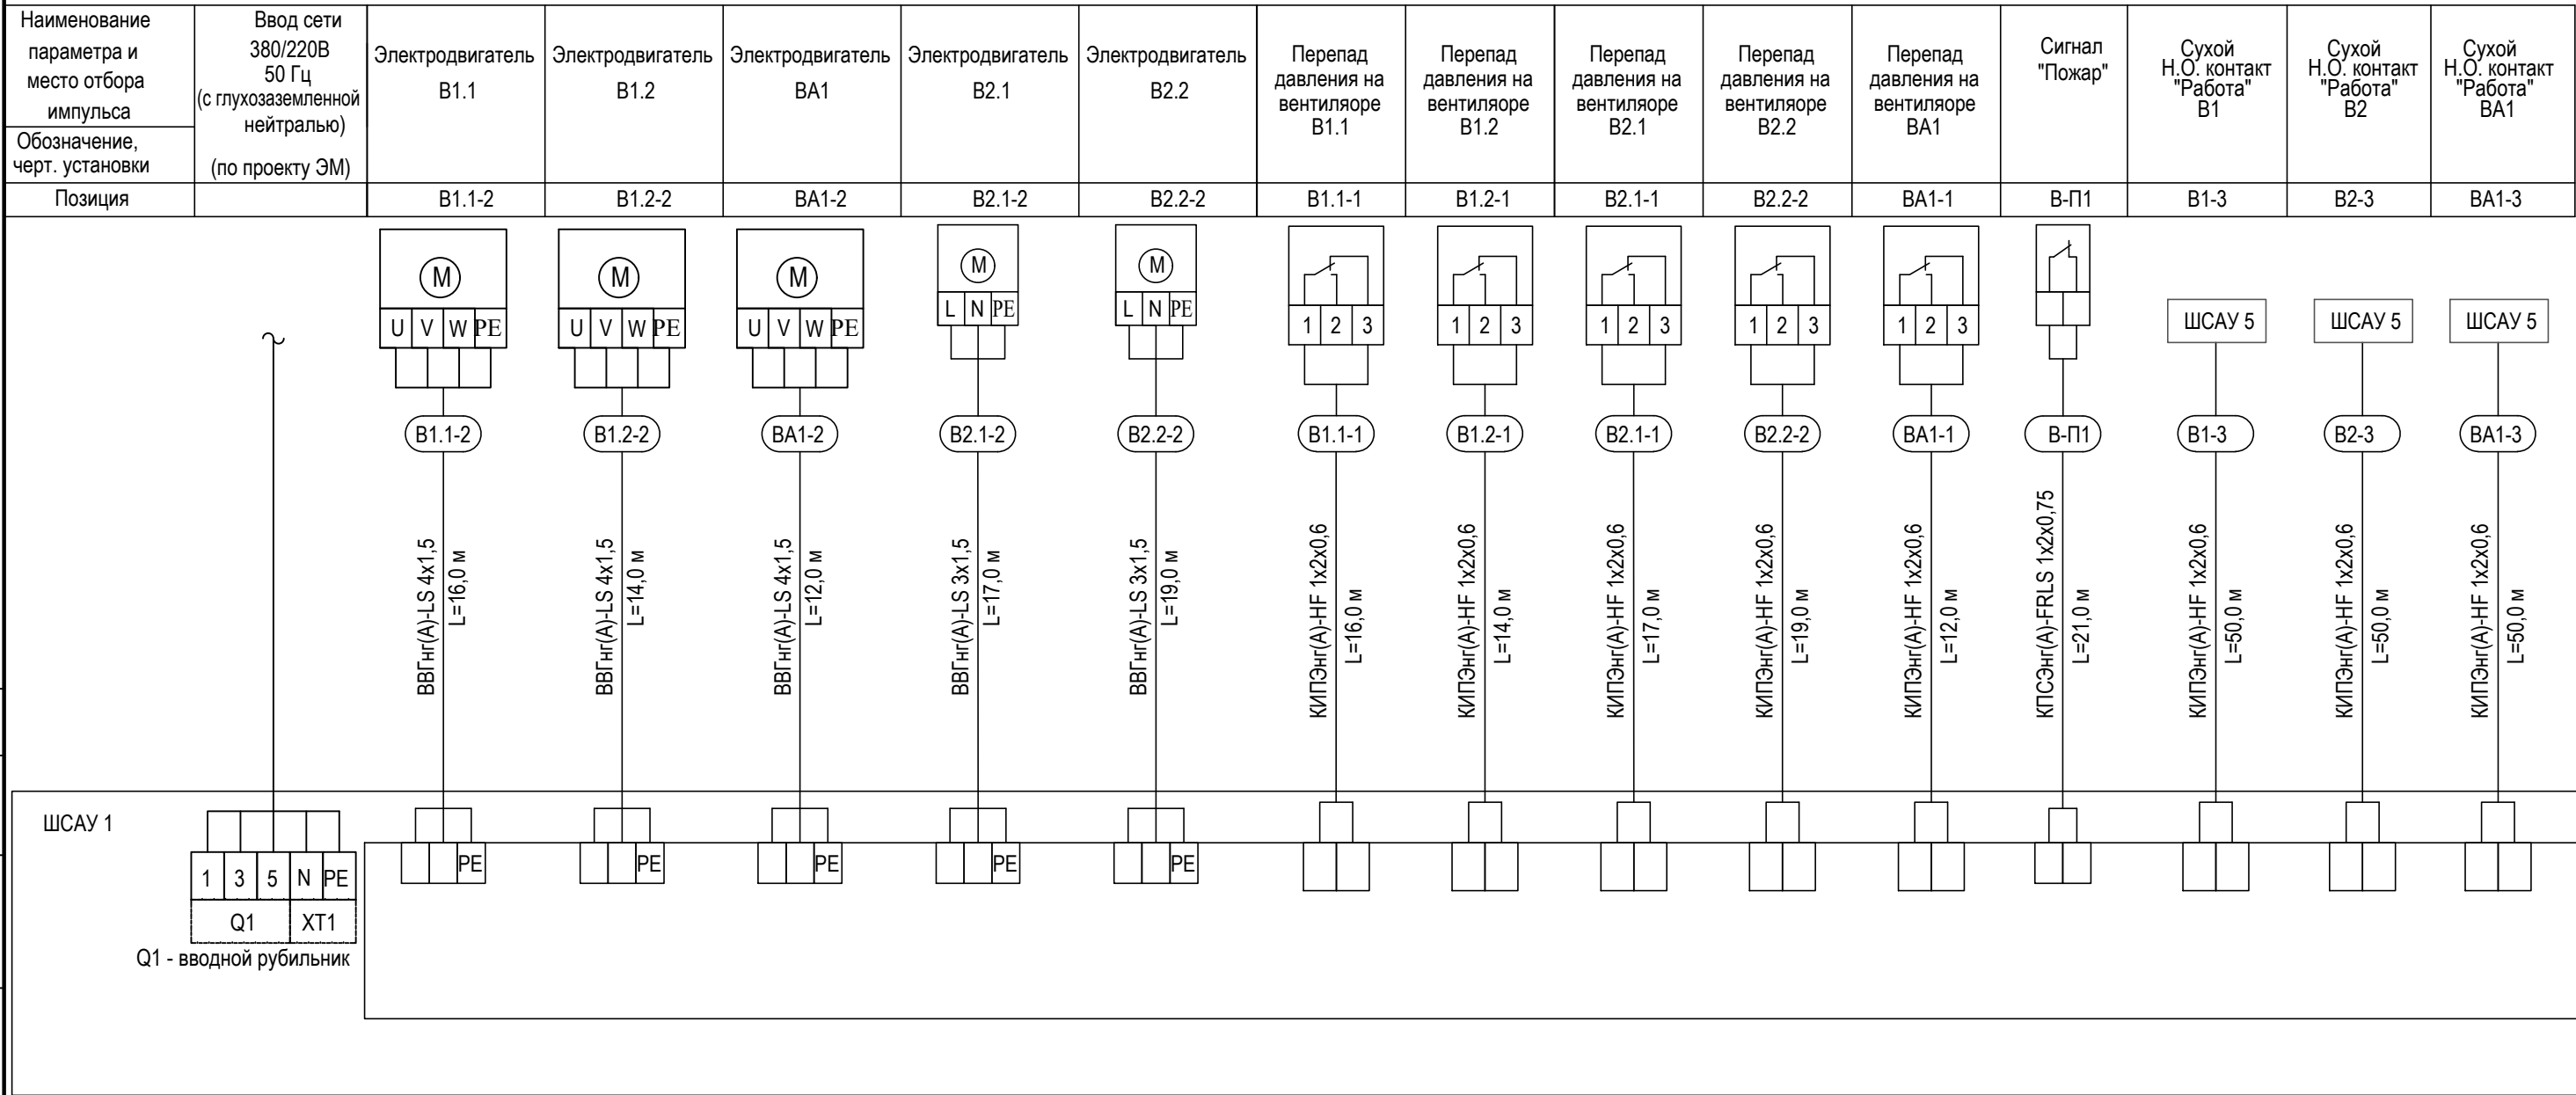 Наименование
параметра и
место отбора
импульса
Обозначение,
черт. установки
Позиция
Ввод сети
380/220В
50 Гц
(с глухозаземленной
нейтралью)
(по проекту ЭМ)
Электродвигатель
В1.1
В1.1-2
Электродвигатель
В1.2
В1.2-2
Электродвигатель
ВА1
ВА1-2
Электродвигатель
В2.1
В2.1-2
Электродвигатель
В2.2
В2.2-2
Перепад
давления на
вентиляоре
В1.1
В1.1-1
Перепад
давления на
вентиляоре
В1.2
В1.2-1
Перепад
давления на
вентиляоре
В2.1
В2.1-1
Перепад
давления на
вентиляоре
В2.2
В2.2-2
Перепад
давления на
вентиляоре
ВА1
ВА1-1
Сигнал
"Пожар"
В-П1
Сухой
Н.О. контакт
"Работа"
В1
В1-3
Сухой
Н.О. контакт
"Работа"
В2
В2-3
Сухой
Н.О. контакт
"Работа"
ВА1
ВА1-3
М
U V W PE
М
U V W PE
М
U V W PE
М
L N PE
М
L N PE
1 2 3
1 2 3
1 2 3
1 2 3
1 2 3
ШСАУ 5
ШСАУ 5
ШСАУ 5
В1.1-2
В1.2-2
ВА1-2
В2.1-2
В2.2-2
В1.1-1
В1.2-1
В2.1-1
В2.2-2
ВА1-1
В-П1
В1-3
В2-3
ВА1-3
ВВГнг(А)-LS 4х1,5
L=16,0 м
ВВГнг(А)-LS 4х1,5
L=14,0 м
ВВГнг(А)-LS 4х1,5
L=12,0 м
ВВГнг(А)-LS 3х1,5
L=17,0 м
ВВГнг(А)-LS 3х1,5
L=19,0 м
КИПЭнг(А)-HF 1х2х0,6
L=16,0 м
КИПЭнг(А)-HF 1х2х0,6
L=14,0 м
КИПЭнг(А)-HF 1х2х0,6
L=17,0 м
КИПЭнг(А)-HF 1х2х0,6
L=19,0 м
КИПЭнг(А)-HF 1х2х0,6
L=12,0 м
КПСЭнг(А)-FRLS 1х2х0,75
L=21,0 м
КИПЭнг(А)-HF 1х2х0,6
L=50,0 м
КИПЭнг(А)-HF 1х2х0,6
L=50,0 м
КИПЭнг(А)-HF 1х2х0,6
L=50,0 м
ШСАУ 1
1 3 5 N PE
Q1 XT1
Q1 - вводной рубильник
PE
PE
PE
PE
PE